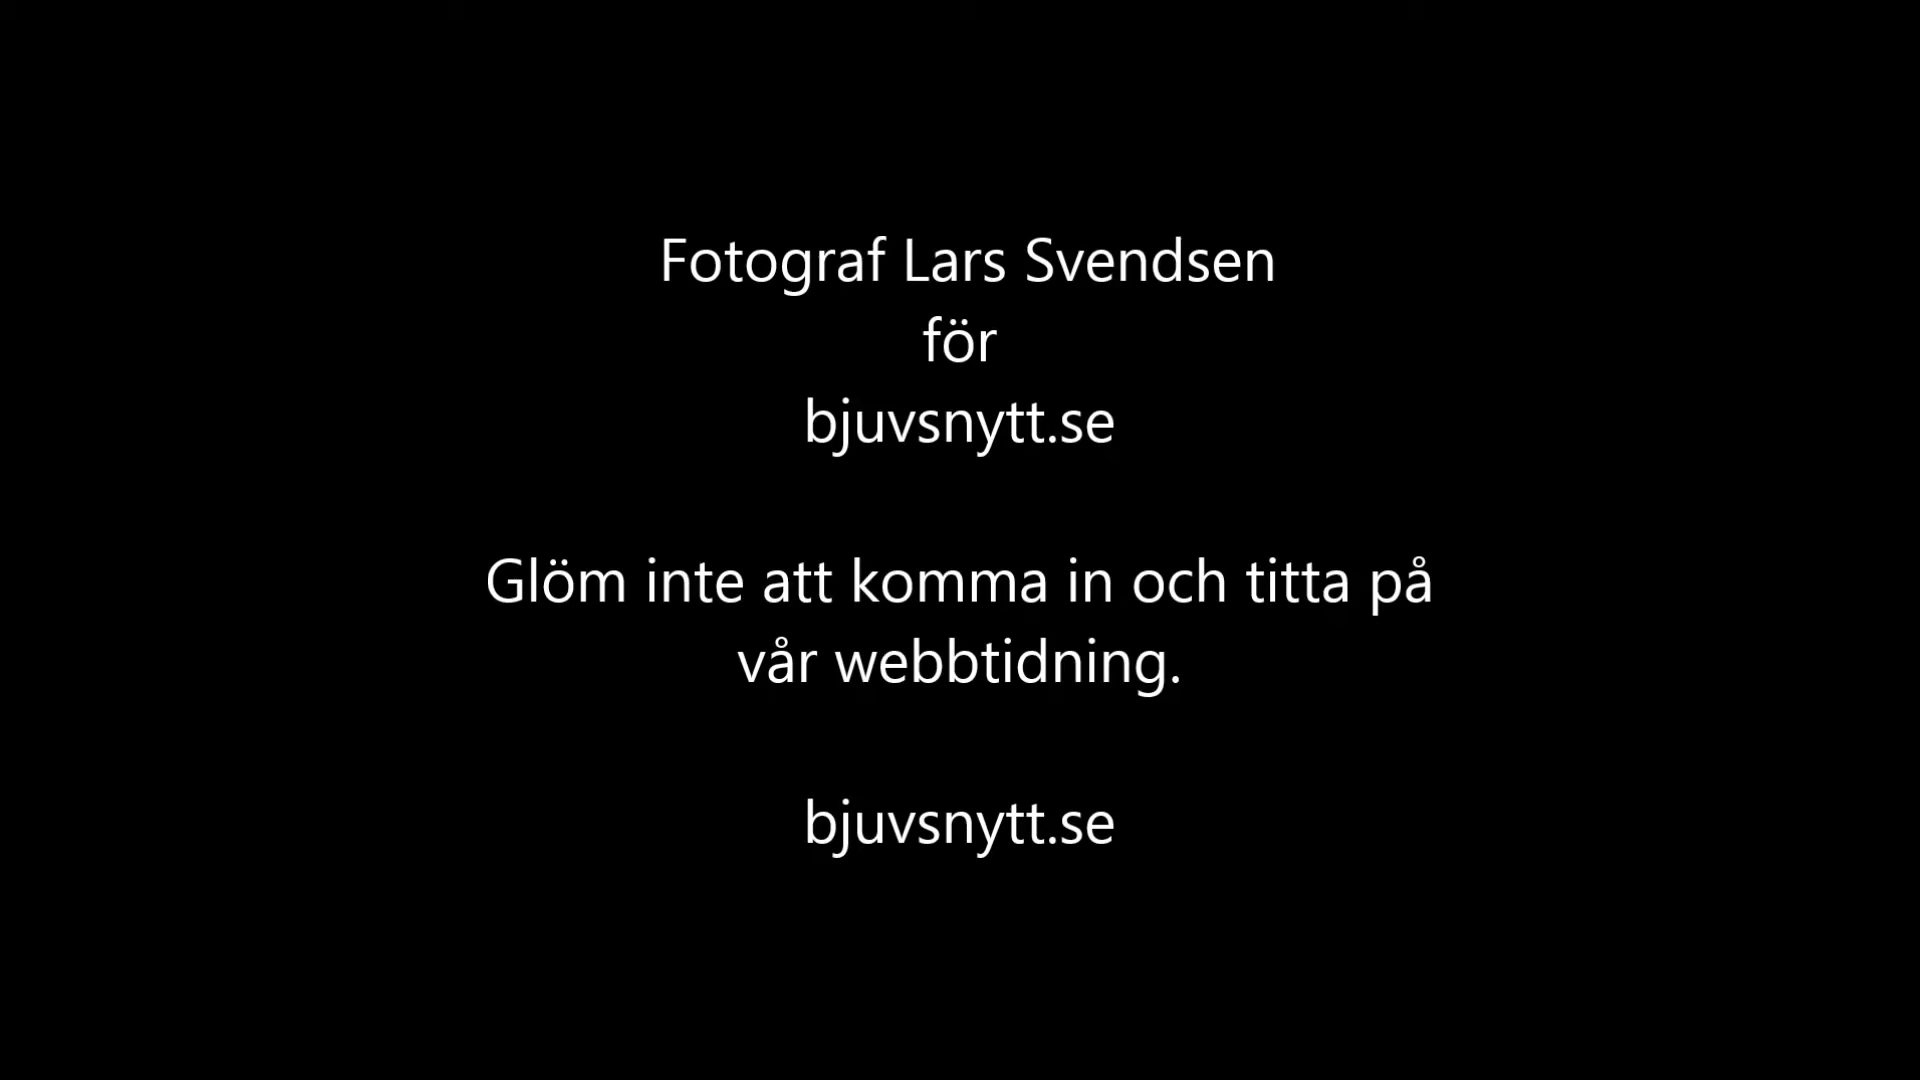 Fotograf Lars Svendsen
för
bjuvsnytt.se
Glöm inte att komma in och titta på
vår webbtidning.
bjuvsnytt.se